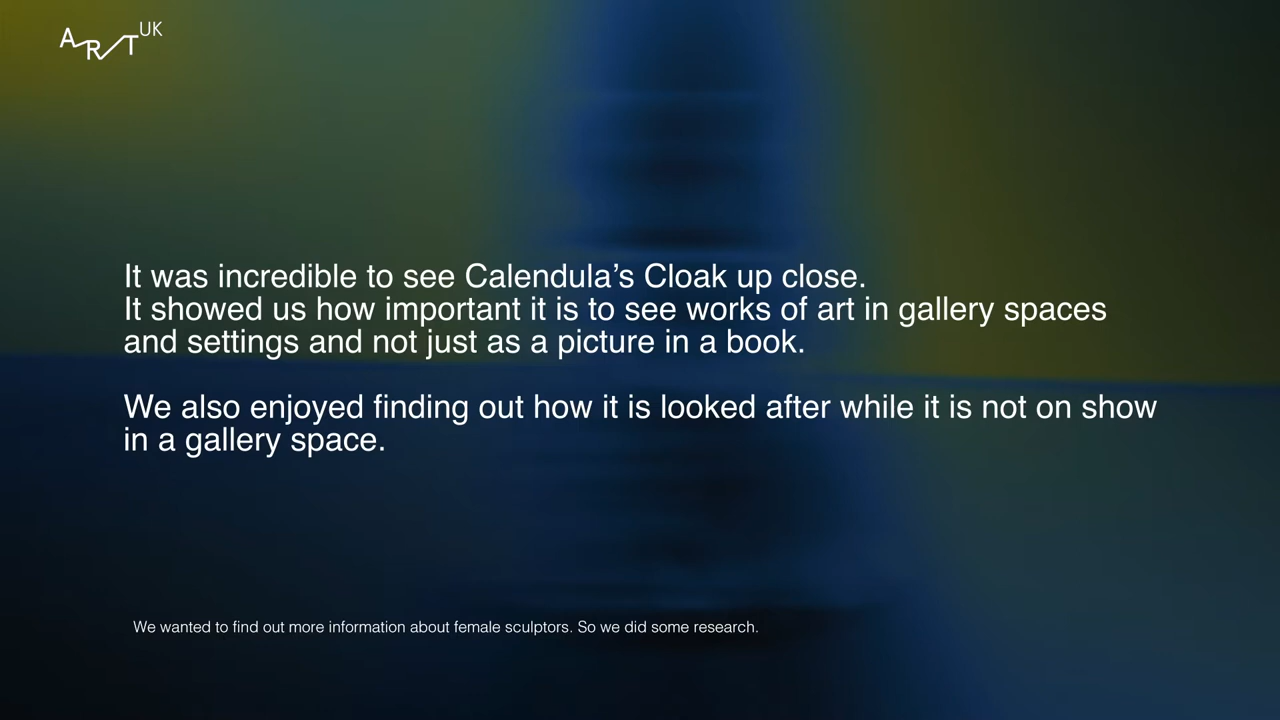 ART UK
It was incredible to see Calendula’s Cloak up close.
It showed us how important it is to see works of art in gallery spaces
and settings and not just as a picture in a book.
We also enjoyed finding out how it is looked after while it is not on show
in a gallery space.
We wanted to find out more information about female sculptors. So we did some research.